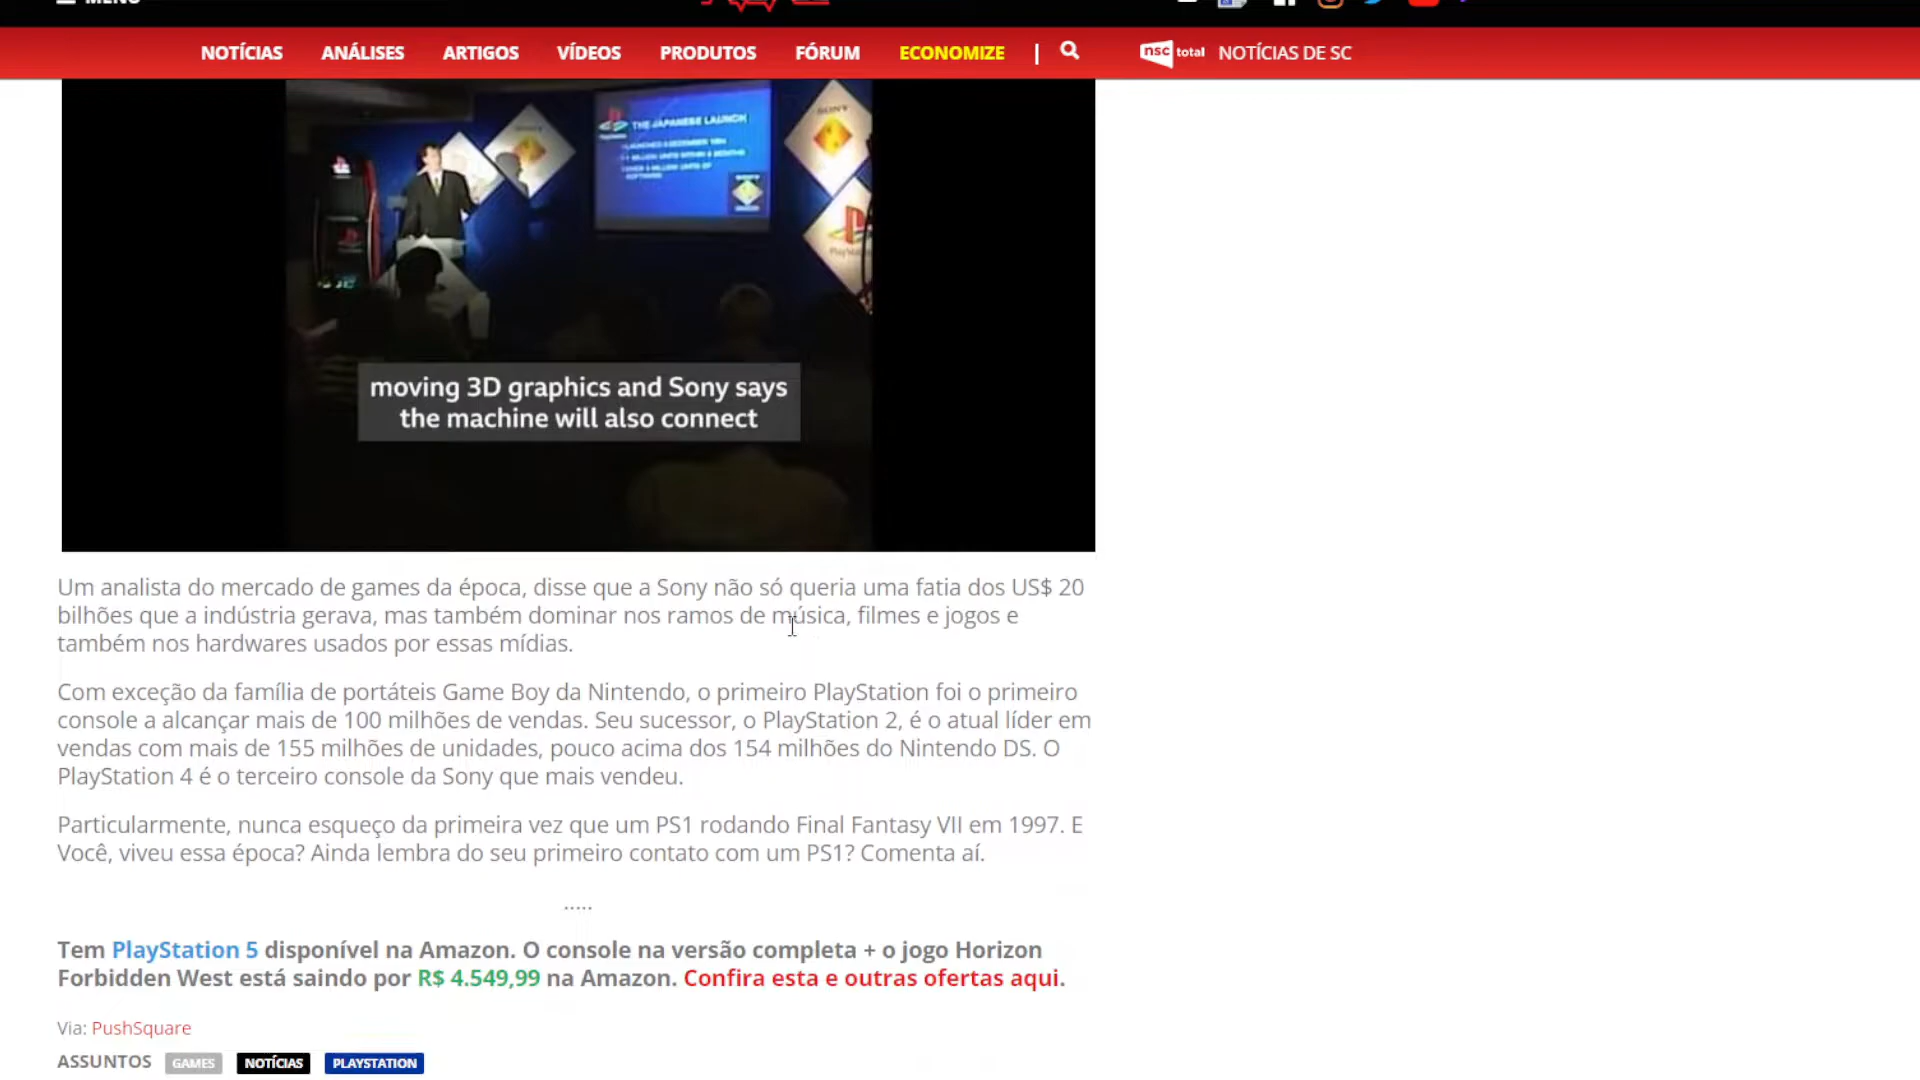 MENU
NOTÍCIAS ANÁLISES ARTIGOS VÍDEOS PRODUTOS FÓRUM ECONOMIZE | nsc total NOTÍCIAS DE SC
SONY
PlayStation
THE JAPANESE LAUNCH
PlayStation
moving 3D graphics and Sony says
the machine will also connect
Um analista do mercado de games da época, disse que a Sony não só queria uma fatia dos US$ 20
bilhões que a indústria gerava, mas também dominar nos ramos de música, filmes e jogos e
também nos hardwares usados por essas mídias.
Com exceção da família de portáteis Game Boy da Nintendo, o primeiro PlayStation foi o primeiro
console a alcançar mais de 100 milhões de vendas. Seu sucessor, o PlayStation 2, é o atual líder em
vendas com mais de 155 milhões de unidades, pouco acima dos 154 milhões do Nintendo DS. O
PlayStation 4 é o terceiro console da Sony que mais vendeu.
Particularmente, nunca esqueço da primeira vez que um PS1 rodando Final Fantasy VII em 1997. E
Você, viveu essa época? Ainda lembra do seu primeiro contato com um PS1? Comenta aí.
.....
Tem PlayStation 5 disponível na Amazon. O console na versão completa + o jogo Horizon
Forbidden West está saindo por R$ 4.549,99 na Amazon. Confira esta e outras ofertas aqui.
Via: PushSquare
ASSUNTOS GAMES NOTÍCIAS PLAYSTATION